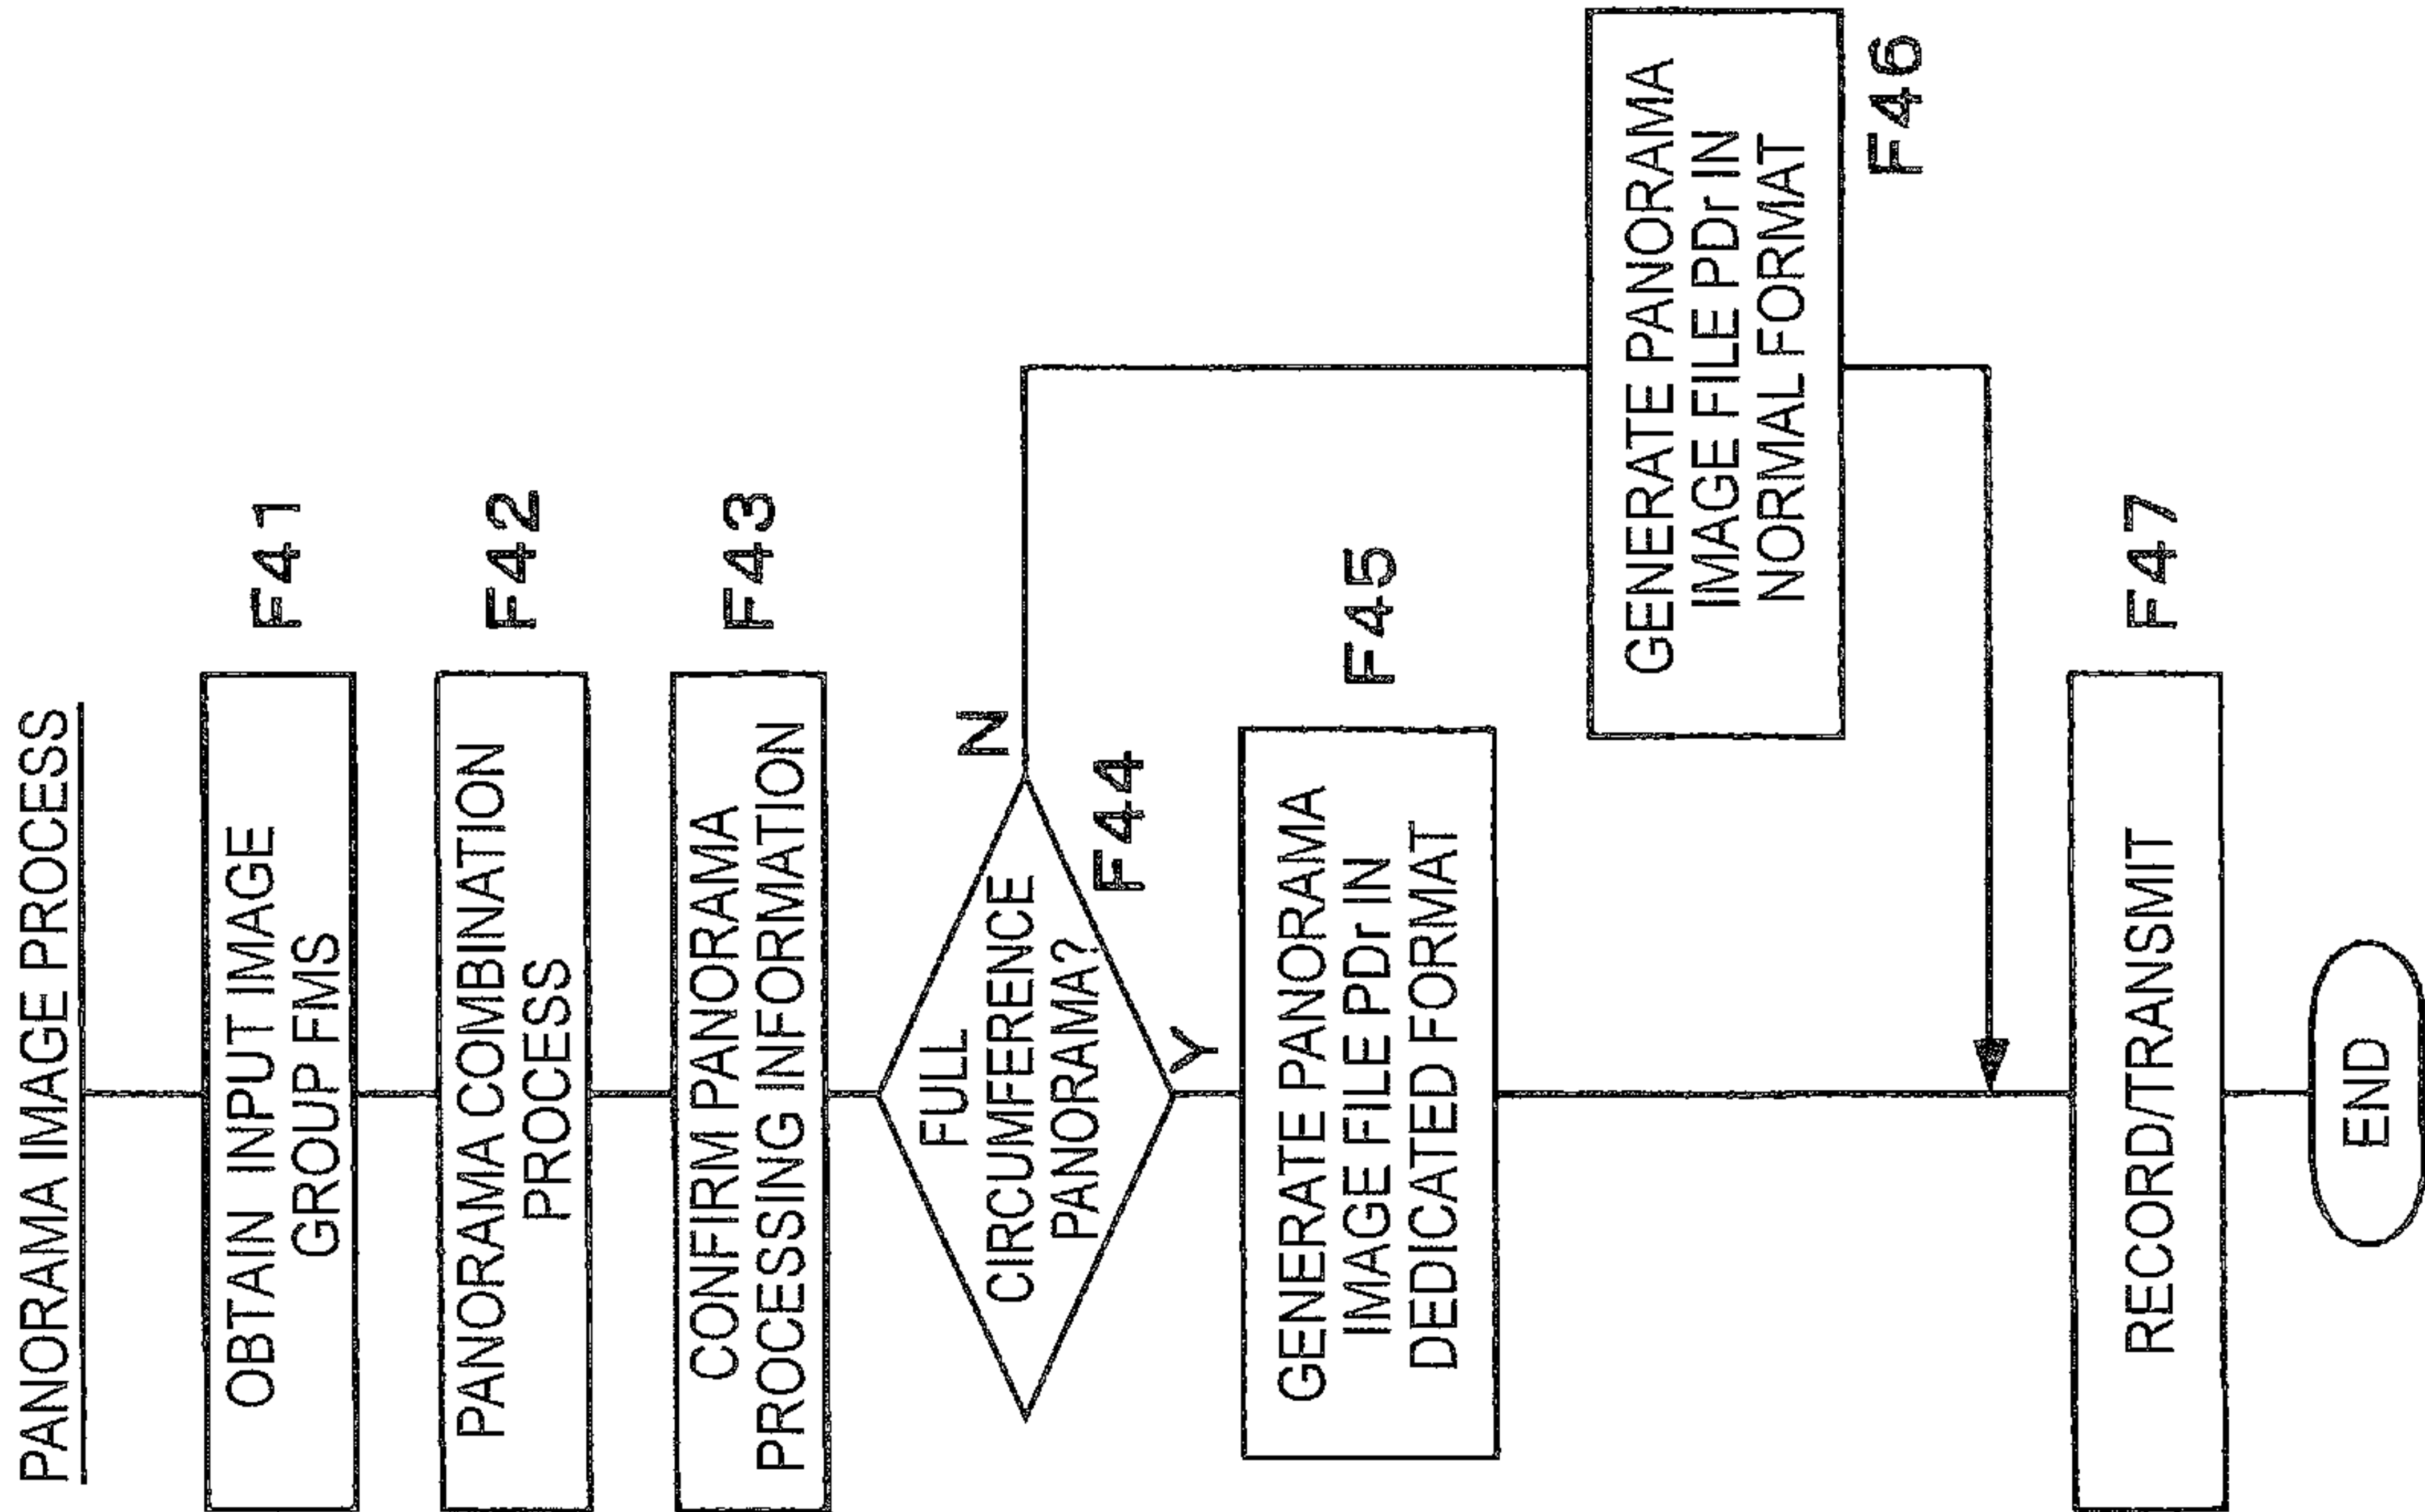 PANORAMA IMAGE PROCESS
OBTAIN INPUT IMAGE
GROUP FMS
F41
PANORAMA COMBINATION
PROCESS
F42
CONFIRM PANORAMA
PROCESSING INFORMATION
F43
FULL
CIRCUMFERENCE
PANORAMA?
F44
N
Y
GENERATE PANORAMA
IMAGE FILE PDr IN
DEDICATED FORMAT
F45
GENERATE PANORAMA
IMAGE FILE PDr IN
NORMAL FORMAT
F46
RECORD/TRANSMIT
F47
END